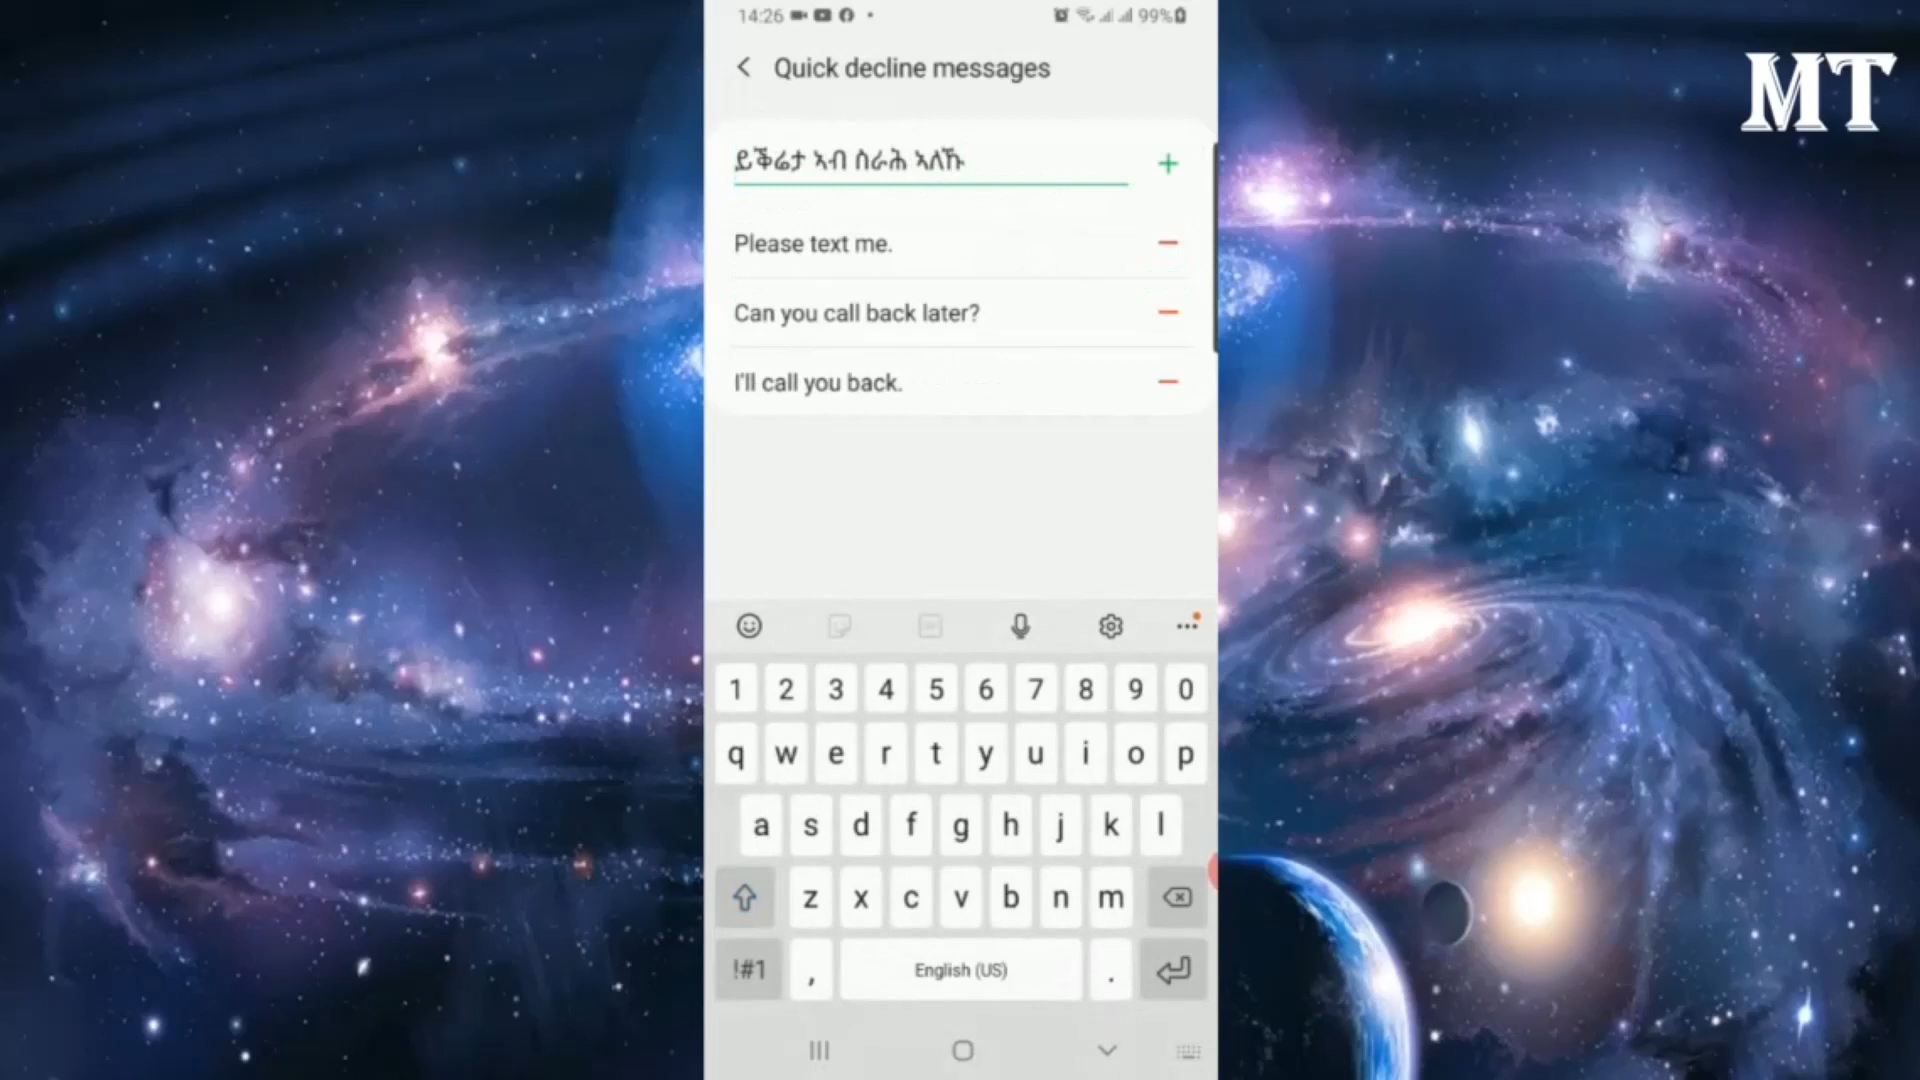 14:26
99%
MT
Quick decline messages
ይቕሬታ ኣብ ስራሕ ኣለኹ
Please text me.
Can you call back later?
I'll call you back.
1 2 3 4 5 6 7 8 9 0
q w e r t y u i o p
a s d f g h j k l
z x c v b n m
!#1 , English (US) .